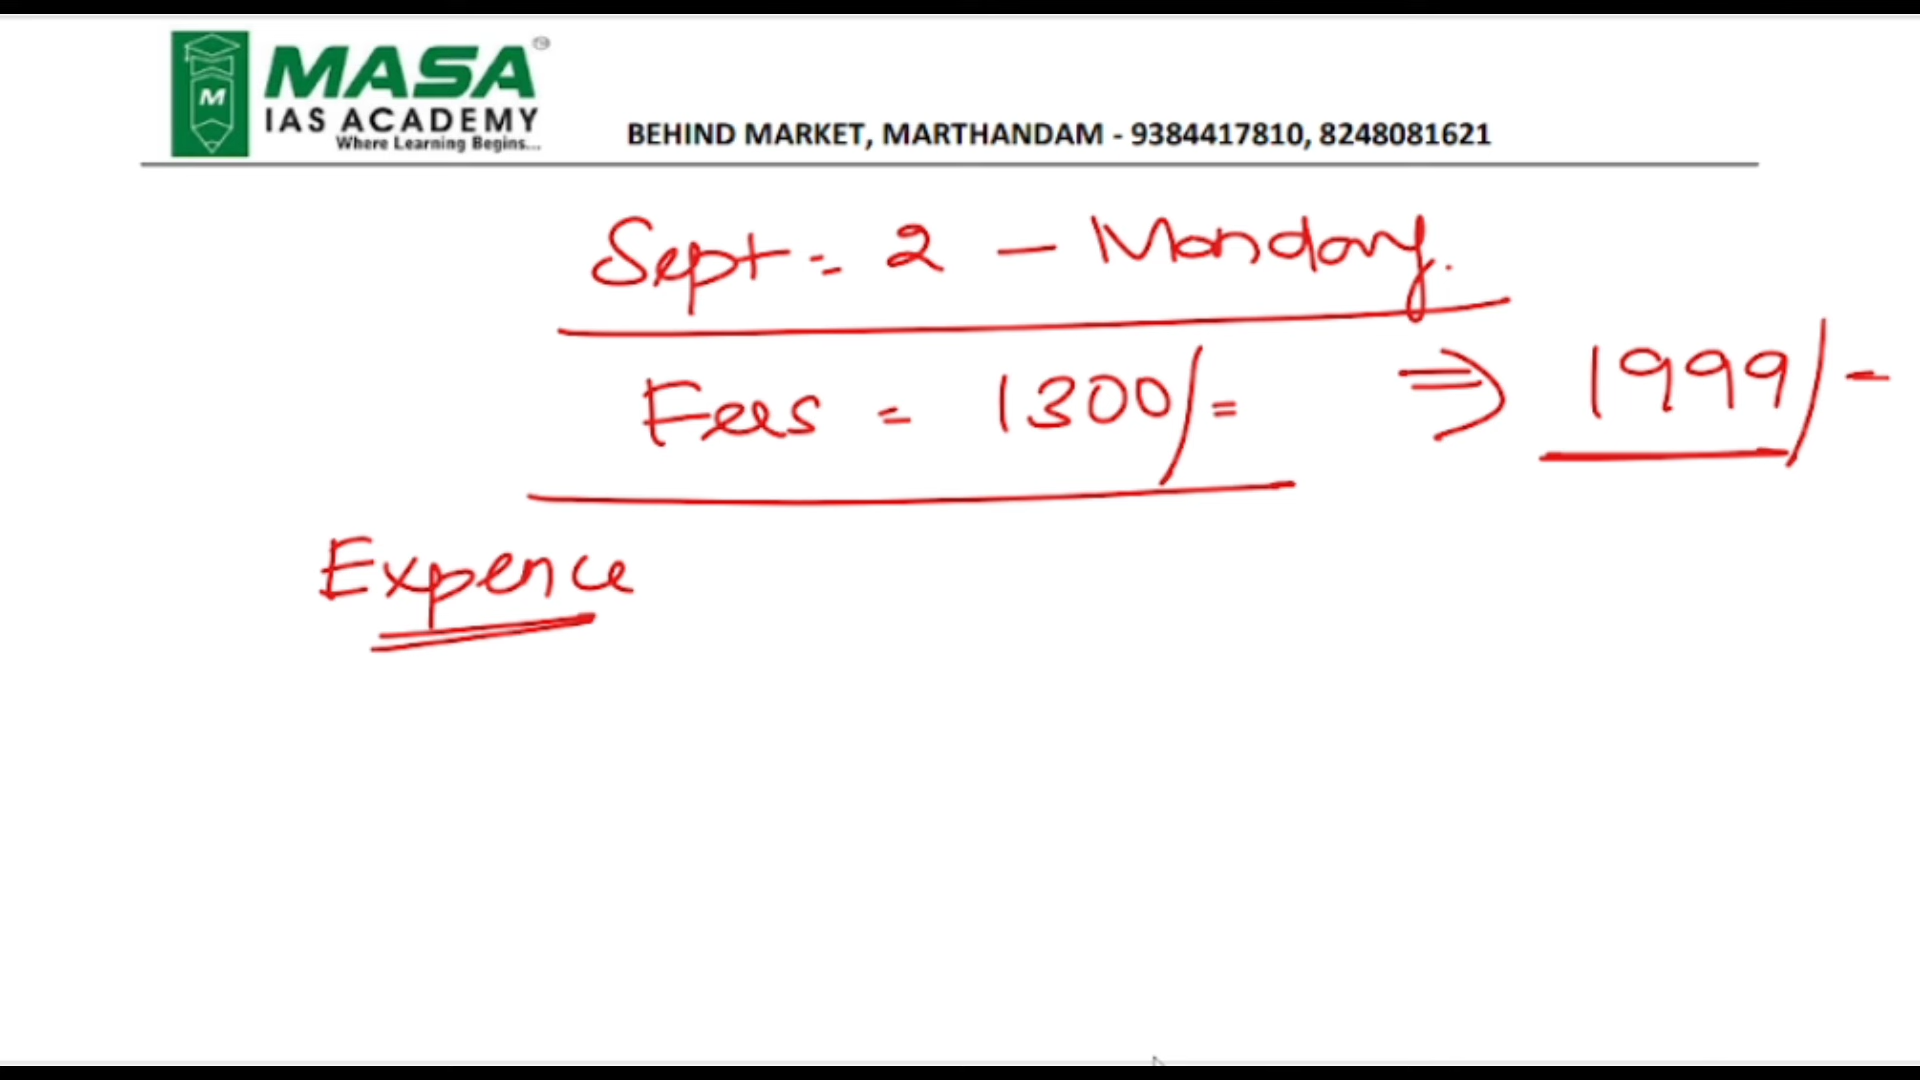 MASA
IAS ACADEMY
Where Learning Begins...
BEHIND MARKET, MARTHANDAM - 9384417810, 8248081621
Sept = 2 - Monday.
Fees = 1300/= ⇒ 1999/-
Expence